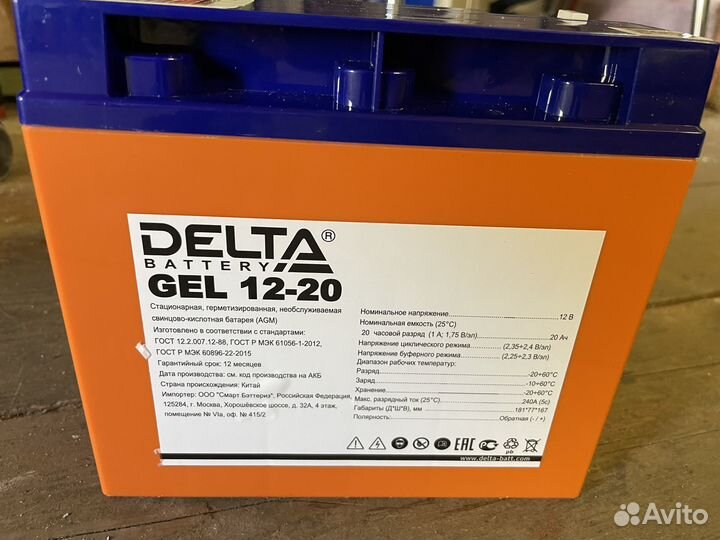 DELTA®
BATTERY
GEL 12-20
Стационарная, герметизированная, необслуживаемая
свинцово-кислотная батарея (AGM)
Изготовлено в соответствии с стандартами:
ГОСТ 12.2.007.12-88, ГОСТ Р МЭК 61056-1-2012,
ГОСТ Р МЭК 60896-22-2015
Гарантийный срок: 12 месяцев
Дата производства: см. код производства на АКБ
Страна происхождения: Китай
Импортер: ООО "Смарт Бэттериз", Российская Федерация,
125284, г. Москва, Хорошёвское шоссе, д. 32А, 4 этаж,
помещение № VIа, оф. № 415/2
Номинальное напряжение 12 В
Номинальная емкость (25°С)
20 часовой разряд (1 А; 1,75 В/эл) 20 Ач
Напряжение циклического режима (2,35÷2,4 В/эл)
Напряжение буферного режима (2,25÷2,3 В/эл)
Диапазон рабочих температур:
Разряд -20÷60°С
Заряд -10÷60°С
Хранение -20÷60°С
Макс. разрядный ток (25°С) 240А (5с)
Габариты (Д*Ш*В), мм 181*77*167
Полярность Обратная (- / +)
EAC
Pb
www.delta-batt.com
Avito